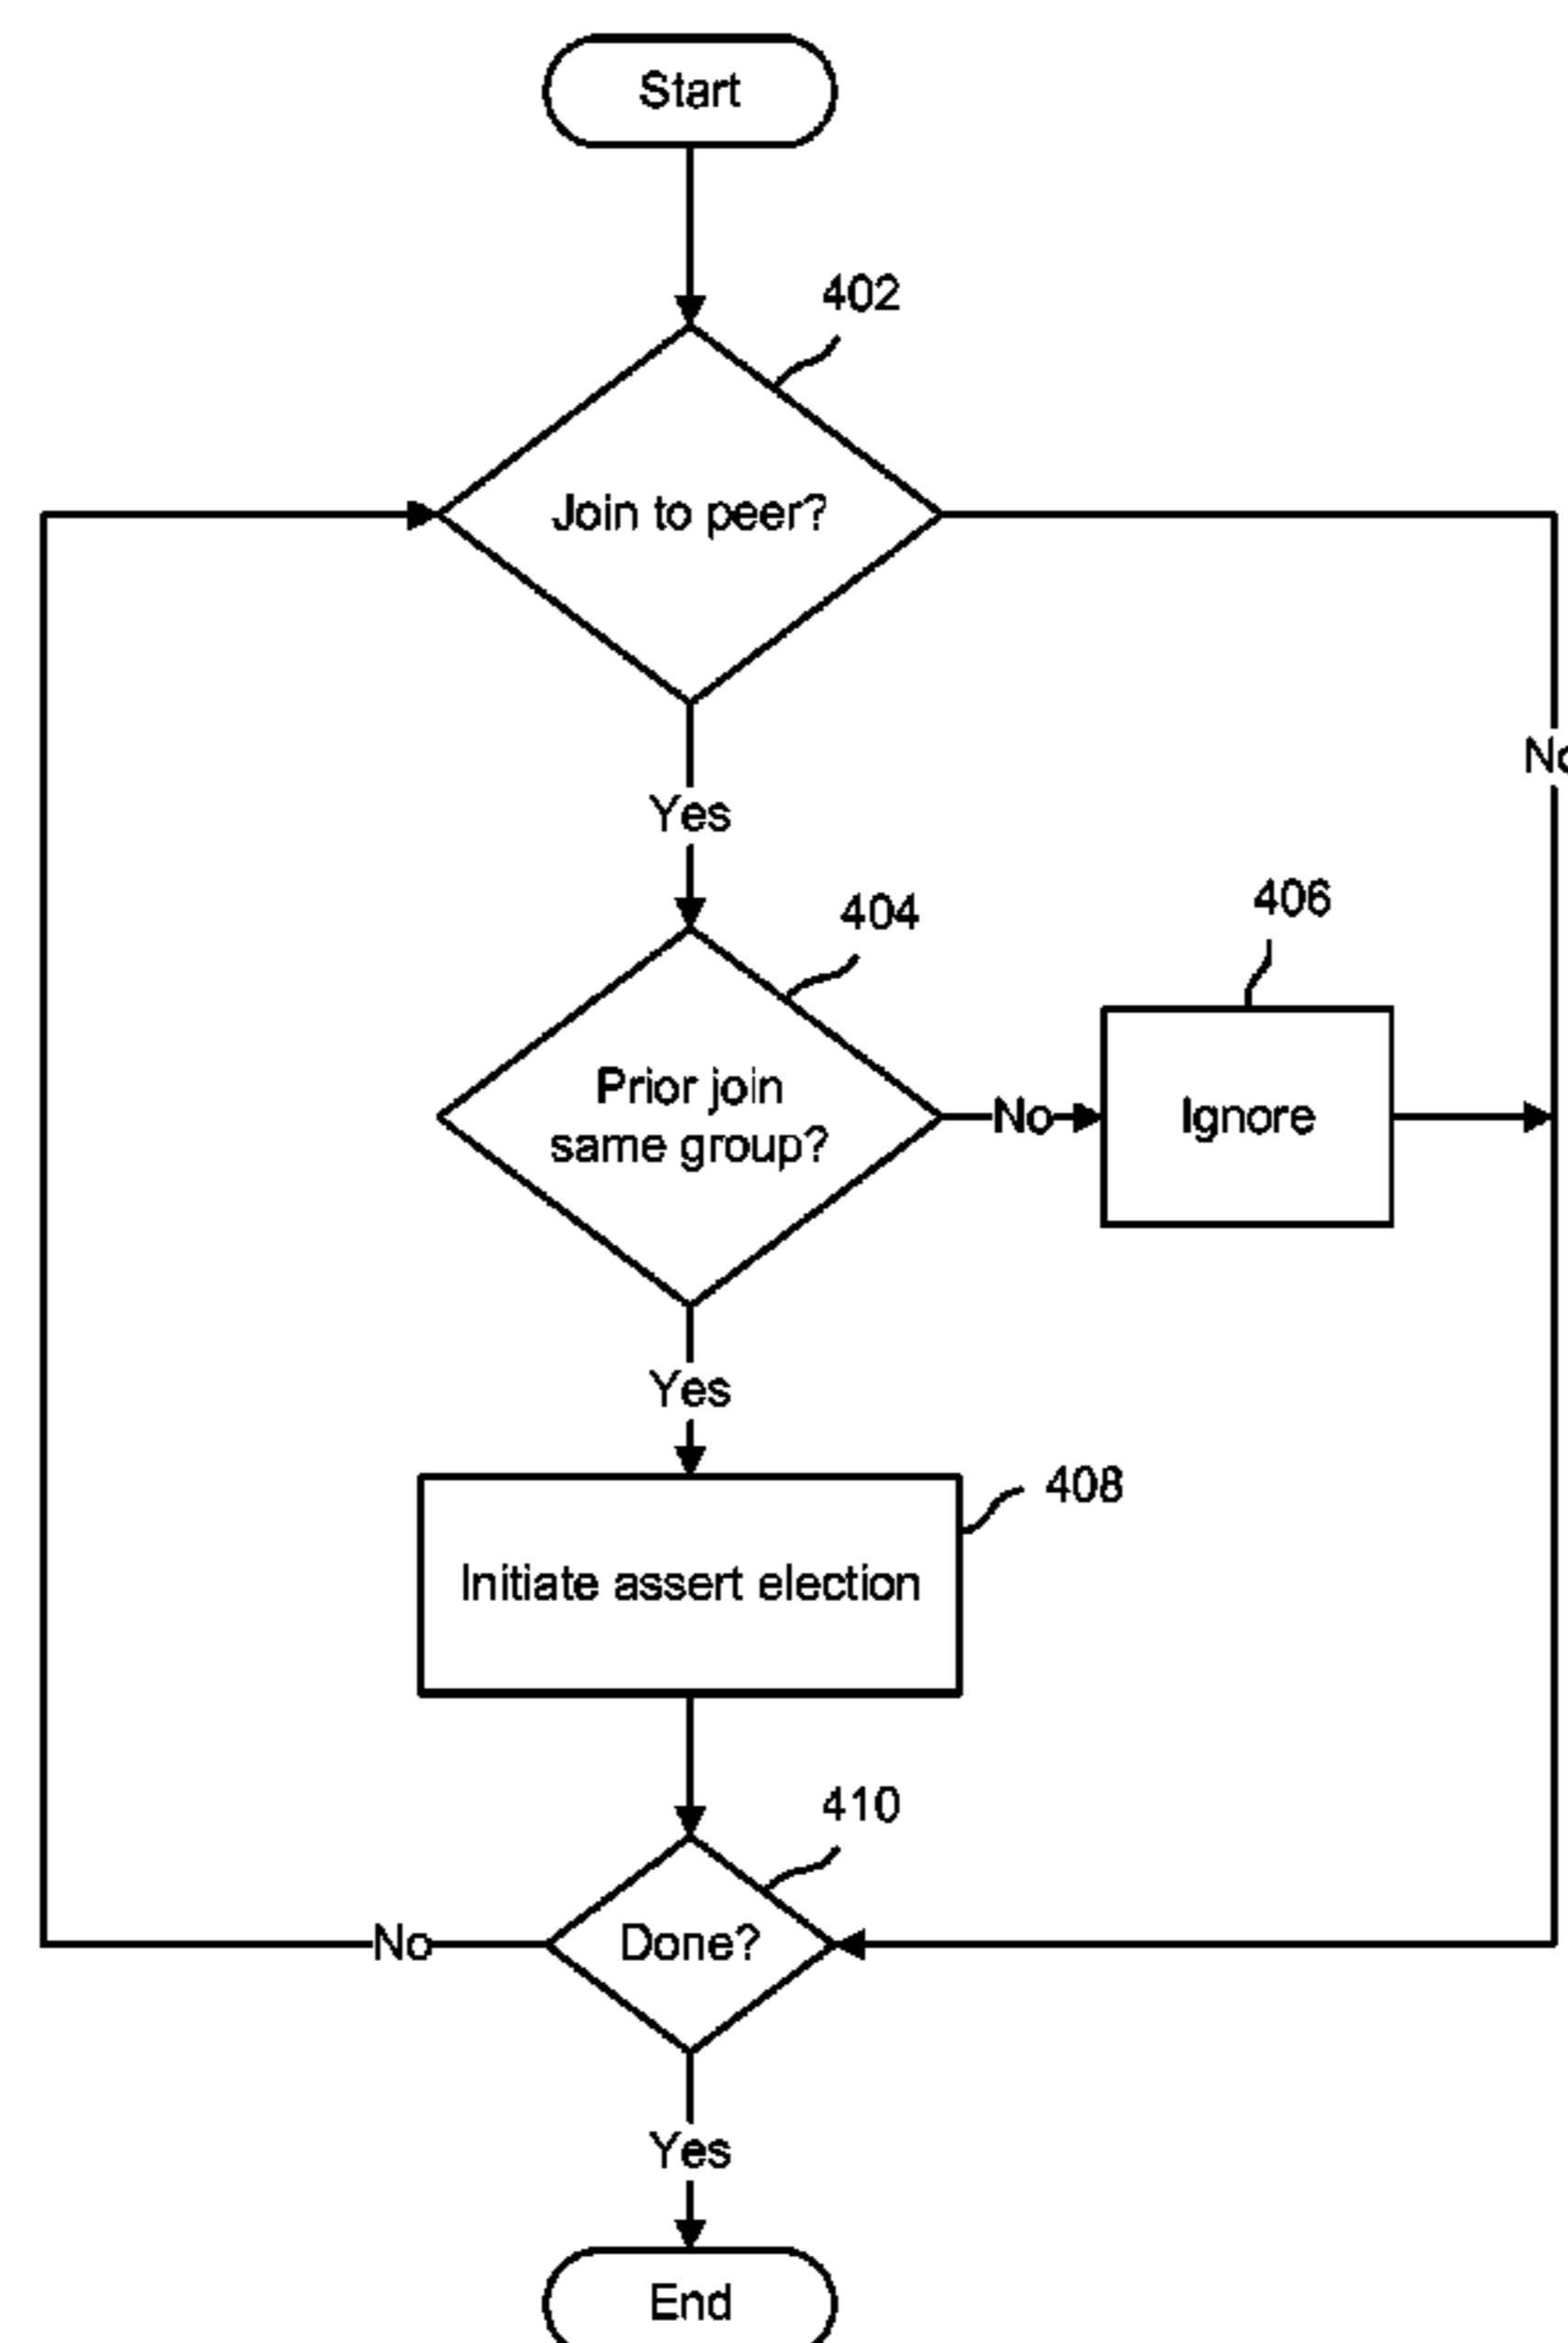 Start
402
Join to peer?
No
Yes
404
406
Prior join
same group?
No
Ignore
Yes
408
Initiate assert election
410
No
Done?
Yes
End